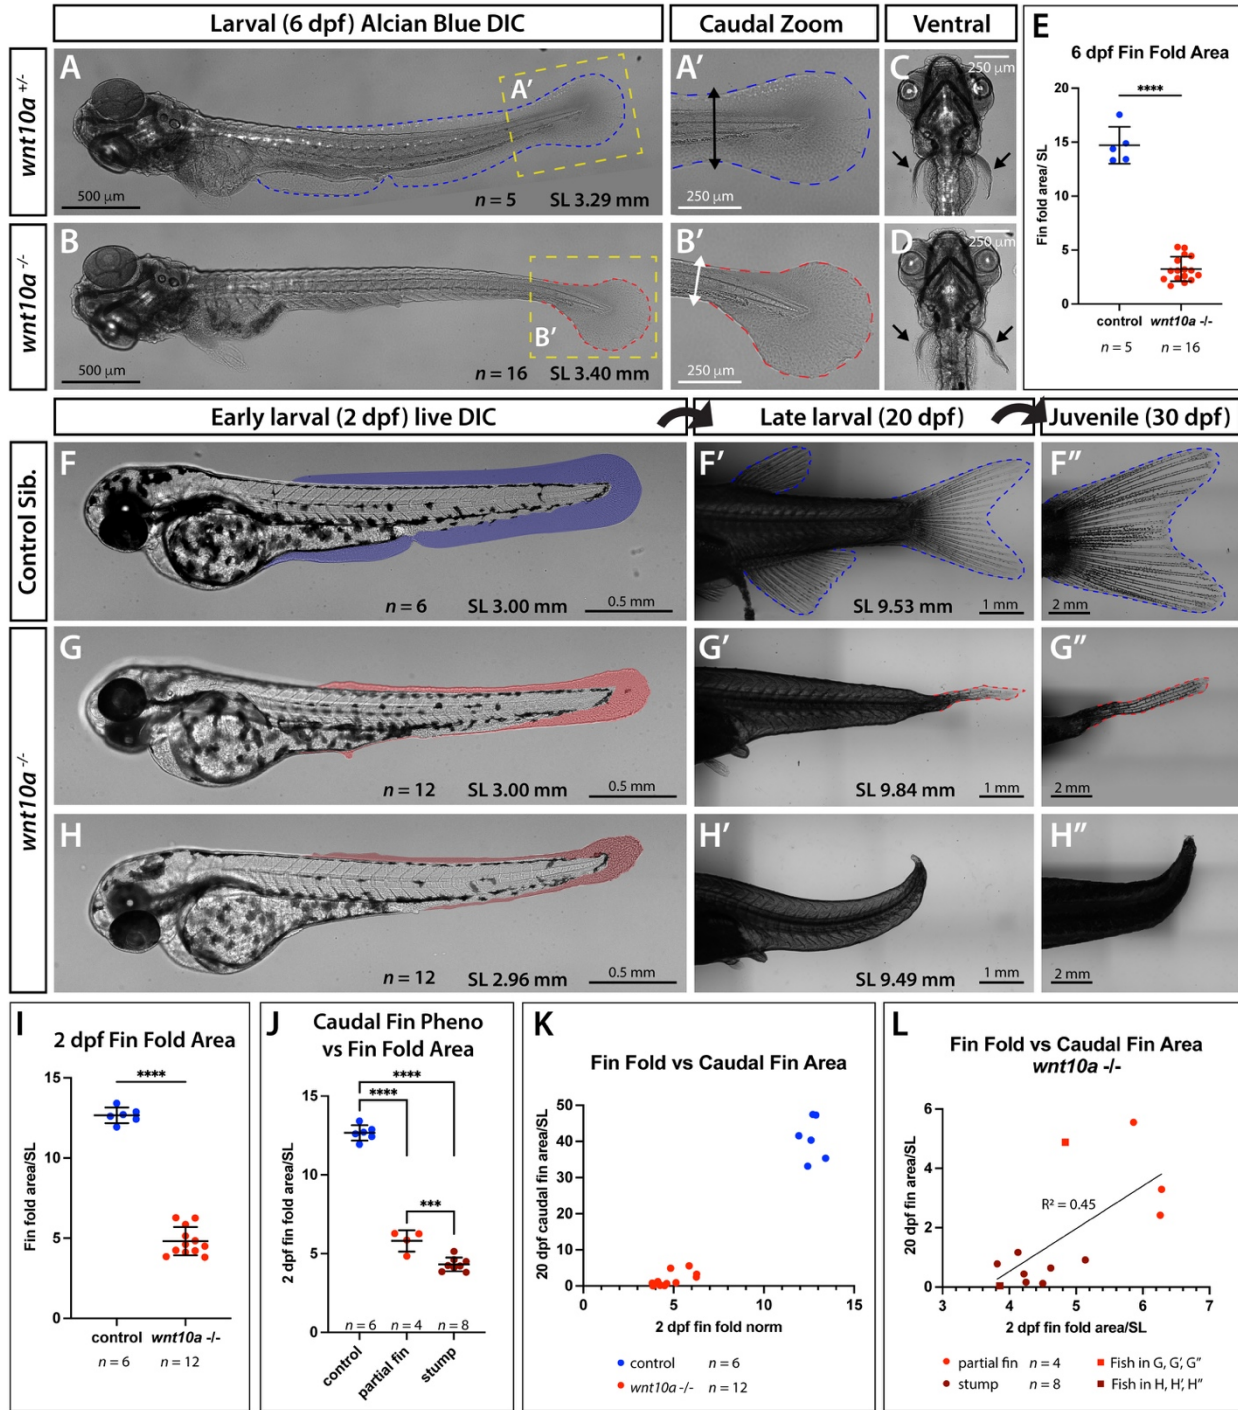 Larval (6 dpf) Alcian Blue DIC
Caudal Zoom
Ventral
wnt10a +/-
A
A'
500 µm
n = 5
SL 3.29 mm
A'
250 µm
C
250 µm
wnt10a -/-
B
B'
500 µm
n = 16
SL 3.40 mm
B'
250 µm
D
250 µm
E
6 dpf Fin Fold Area
Fin fold area/ SL
20
15
10
5
0
****
control
wnt10a -/-
n = 5
n = 16
Early larval (2 dpf) live DIC
Late larval (20 dpf)
Juvenile (30 dpf)
Control Sib.
F
n = 6
SL 3.00 mm
0.5 mm
F'
SL 9.53 mm
1 mm
F"
2 mm
wnt10a -/-
G
n = 12
SL 3.00 mm
0.5 mm
G'
SL 9.84 mm
1 mm
G"
2 mm
H
n = 12
SL 2.96 mm
0.5 mm
H'
SL 9.49 mm
1 mm
H"
2 mm
I
2 dpf Fin Fold Area
Fin fold area/SL
15
10
5
0
****
control
wnt10a -/-
n = 6
n = 12
J
Caudal Fin Pheno
vs Fin Fold Area
2 dpf fin fold area/SL
15
10
5
0
****
****
***
n = 6
n = 4
n = 8
control
partial fin
stump
K
Fin Fold vs Caudal Fin Area
20 dpf caudal fin area/SL
50
40
30
20
10
0
0
5
10
15
2 dpf fin fold norm
control
n = 6
wnt10a -/-
n = 12
L
Fin Fold vs Caudal Fin Area
wnt10a -/-
20 dpf fin area/SL
6
4
2
0
R² = 0.45
3
4
5
6
7
2 dpf fin fold area/SL
partial fin
n = 4
Fish in G, G', G"
stump
n = 8
Fish in H, H', H"